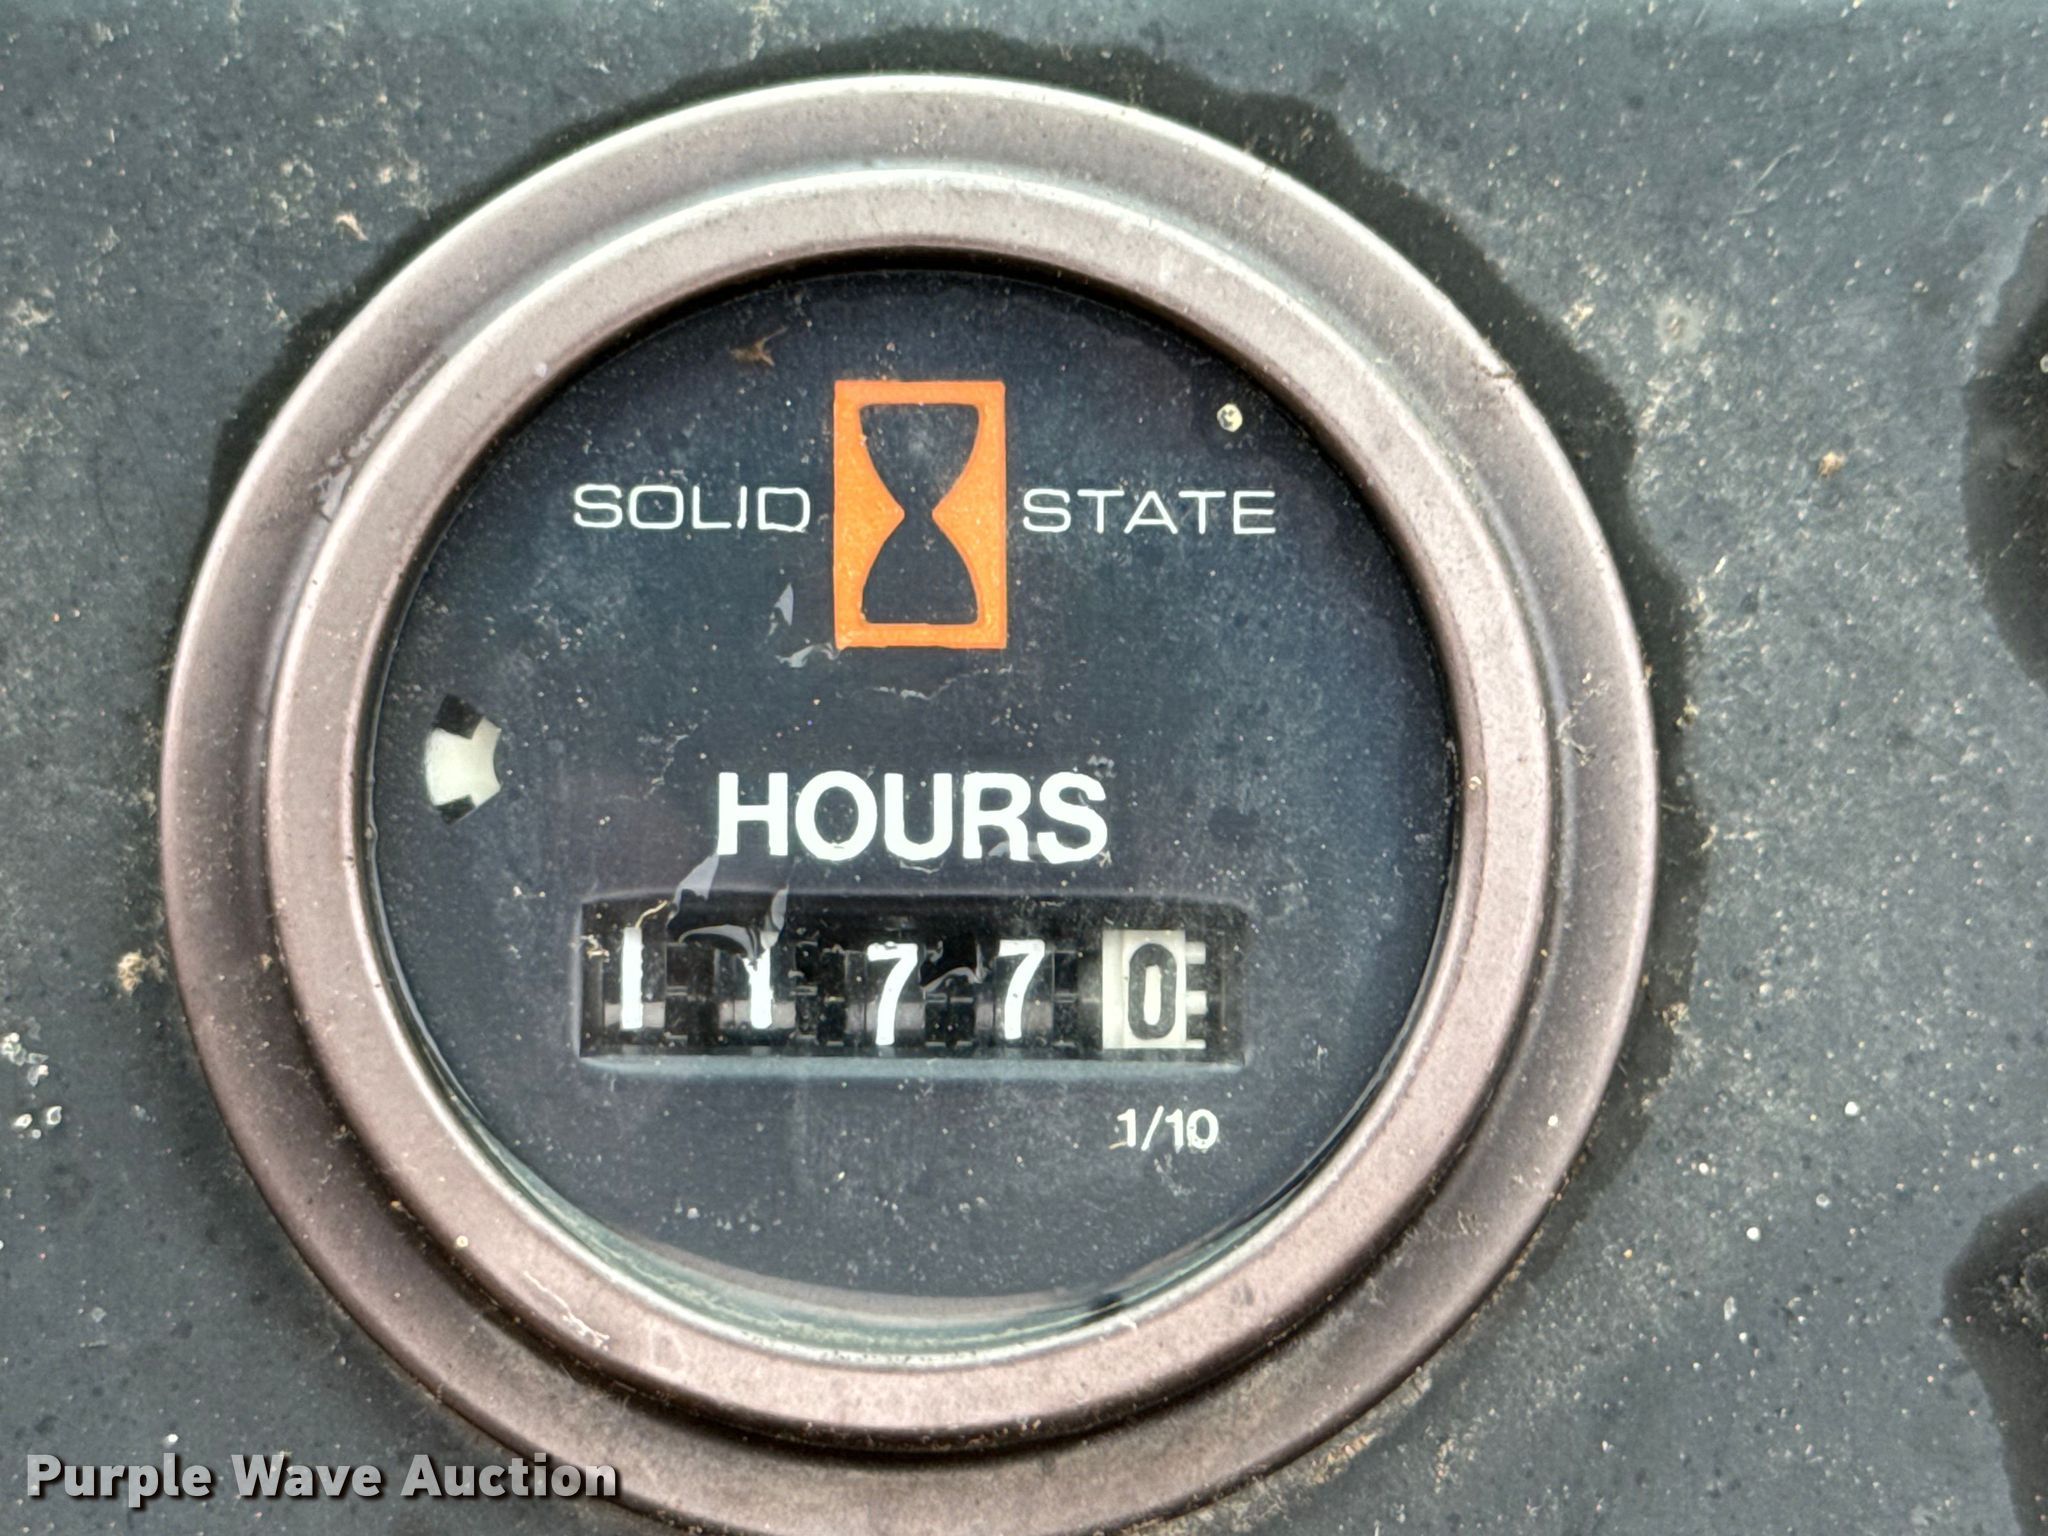 SOLID STATE
HOURS
11770
1/10
Purple Wave Auction